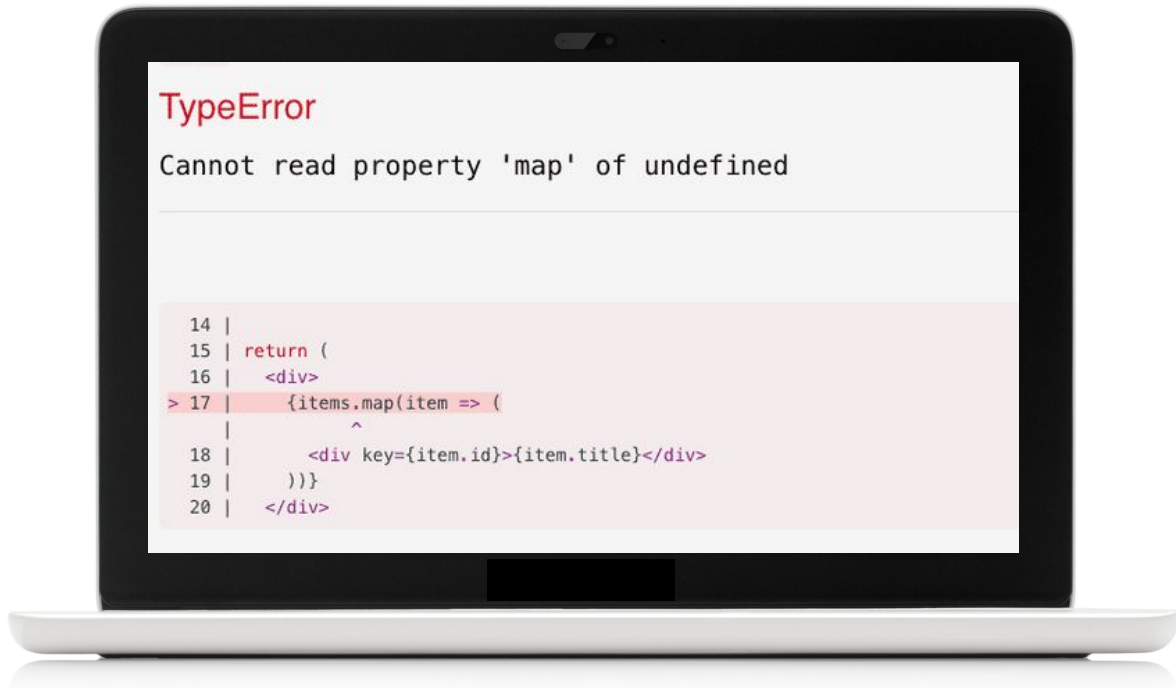 TypeError
Cannot read property 'map' of undefined
14 |
15 | return (
16 |   <div>
> 17 |     {items.map(item => (
   |           ^
18 |       <div key={item.id}>{item.title}</div>
19 |     ))}
20 |   </div>